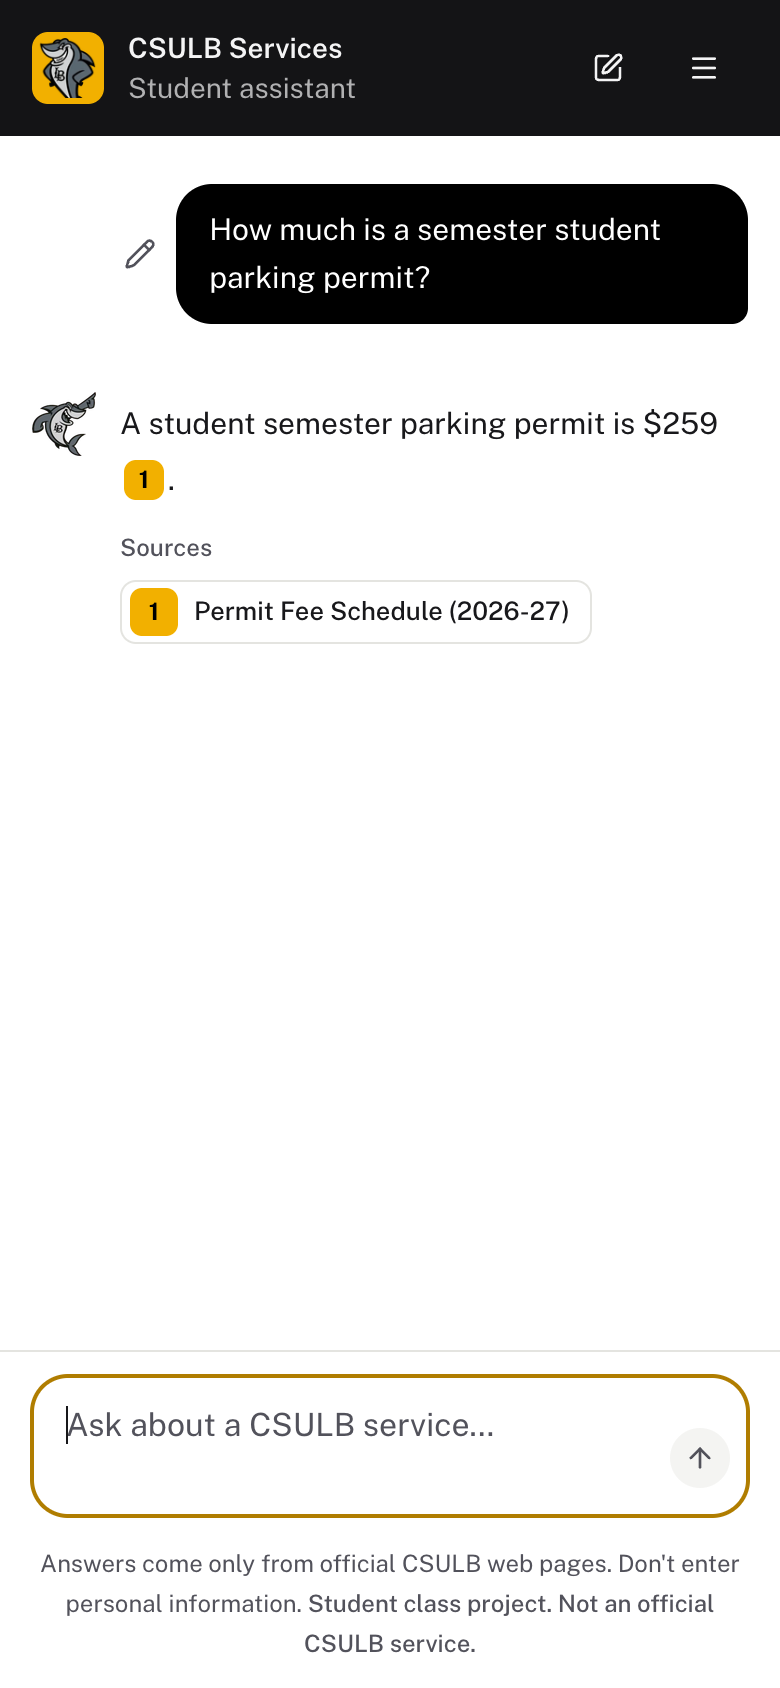 CSULB Services
Student assistant
How much is a semester student
parking permit?
A student semester parking permit is $259
1 .
Sources
1 Permit Fee Schedule (2026-27)
Ask about a CSULB service...
Answers come only from official CSULB web pages. Don't enter
personal information. Student class project. Not an official
CSULB service.